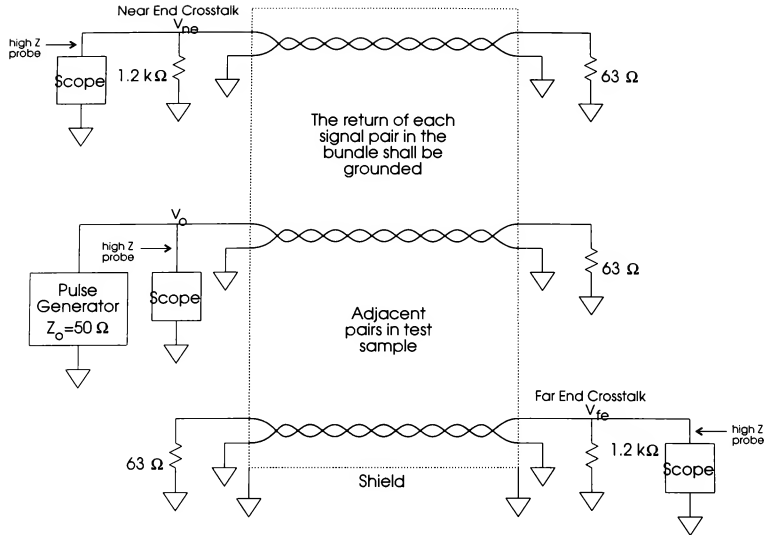 Near End Crosstalk
Vne
high Z
probe
Scope
1.2 kΩ
63 Ω
The return of each
signal pair in the
bundle shall be
grounded
Vo
high Z
probe
Scope
63 Ω
Pulse
Generator
Zo=50 Ω
Adjacent
pairs in test
sample
Far End Crosstalk
Vfe
high Z
probe
63 Ω
1.2 kΩ
Scope
Shield